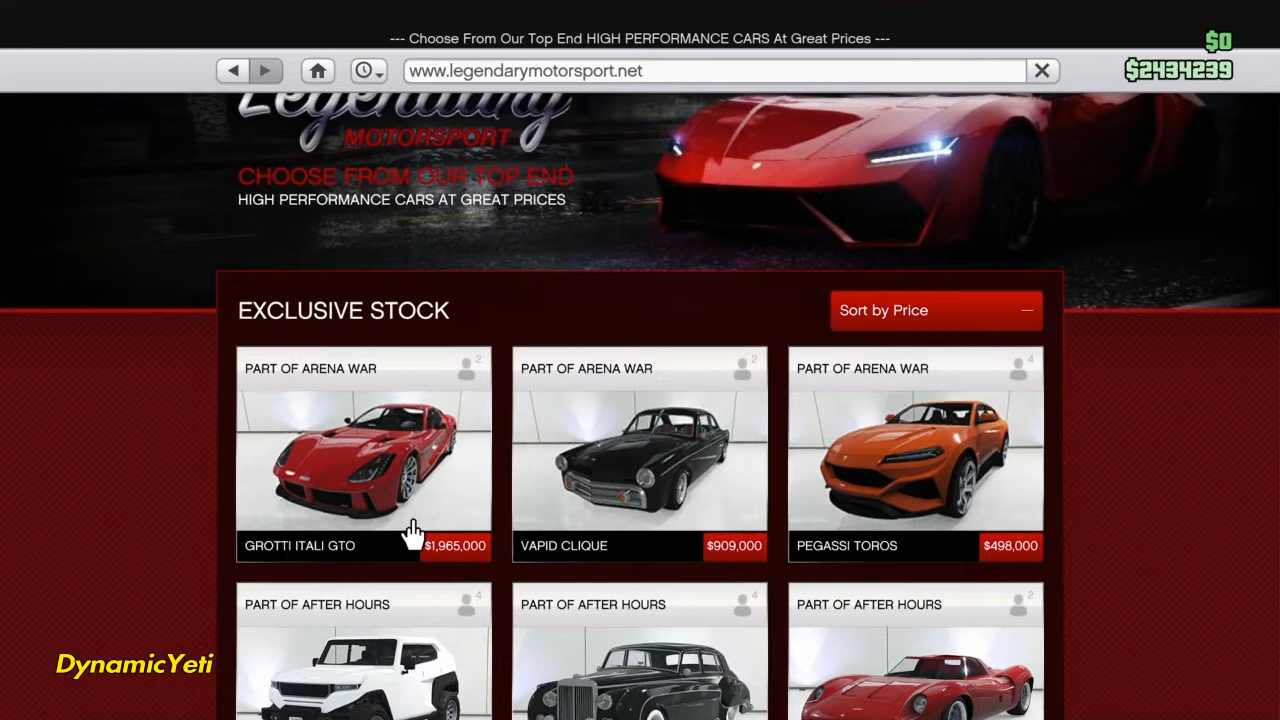 --- Choose From Our Top End HIGH PERFORMANCE CARS At Great Prices ---
$0
www.legendarymotorsport.net
$2434239
Legendary
MOTORSPORT
CHOOSE FROM OUR TOP END
HIGH PERFORMANCE CARS AT GREAT PRICES
EXCLUSIVE STOCK
Sort by Price
PART OF ARENA WAR
2
PART OF ARENA WAR
2
PART OF ARENA WAR
4
GROTTI ITALI GTO
$1,965,000
VAPID CLIQUE
$909,000
PEGASSI TOROS
$498,000
PART OF AFTER HOURS
4
PART OF AFTER HOURS
4
PART OF AFTER HOURS
2
DynamicYeti